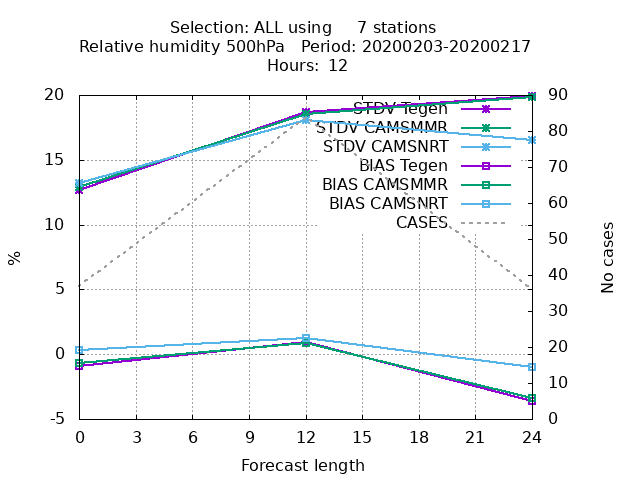 Selection: ALL using 7 stations
Relative humidity 500hPa Period: 20200203-20200217
Hours: 12
20
15
10
5
0
-5
%
90
80
70
60
50
40
30
20
10
0
No cases
STDV Tegen
STDV CAMSMMR
STDV CAMSNRT
BIAS Tegen
BIAS CAMSMMR
BIAS CAMSNRT
CASES
0 3 6 9 12 15 18 21 24
Forecast length